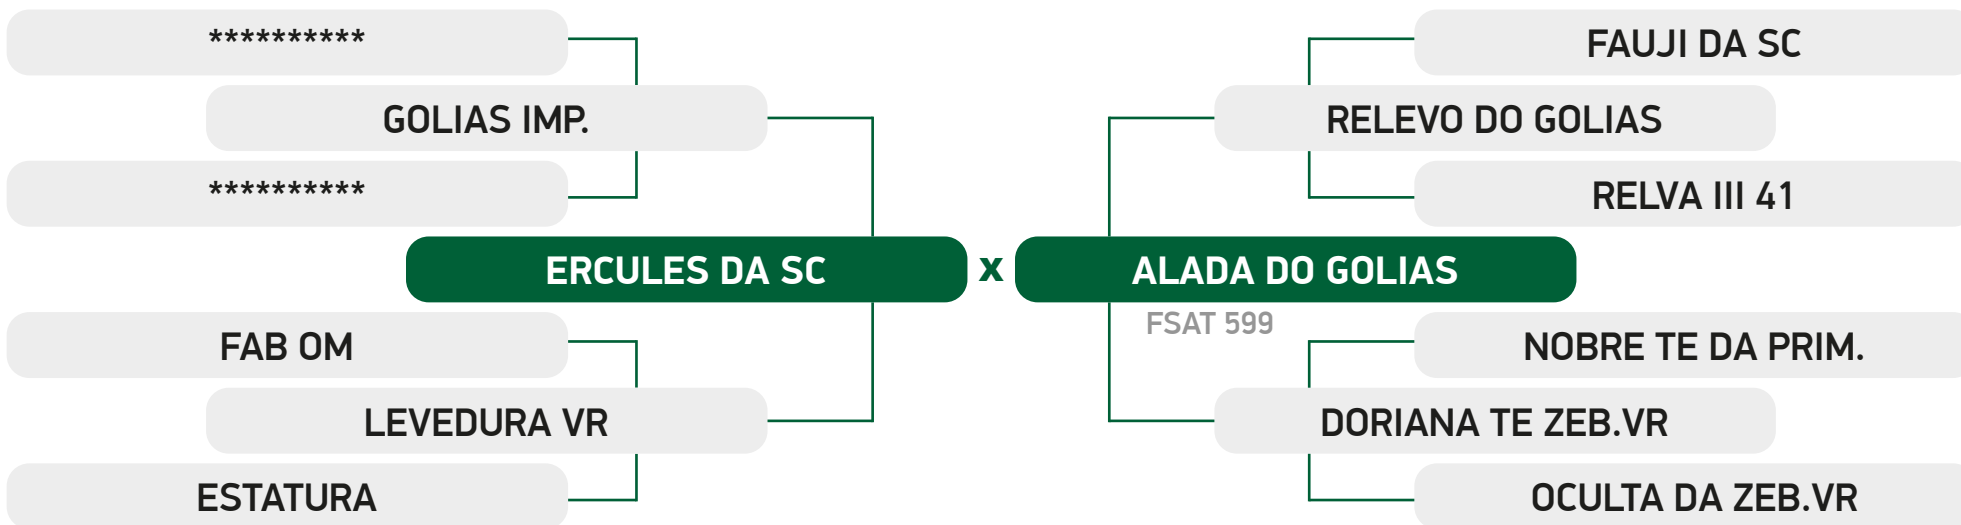 **********
FAUJI DA SC
GOLIAS IMP.
RELEVO DO GOLIAS
**********
RELVA III 41
ERCULES DA SC
x
ALADA DO GOLIAS
FSAT 599
FAB OM
NOBRE TE DA PRIM.
LEVEDURA VR
DORIANA TE ZEB.VR
ESTATURA
OCULTA DA ZEB.VR